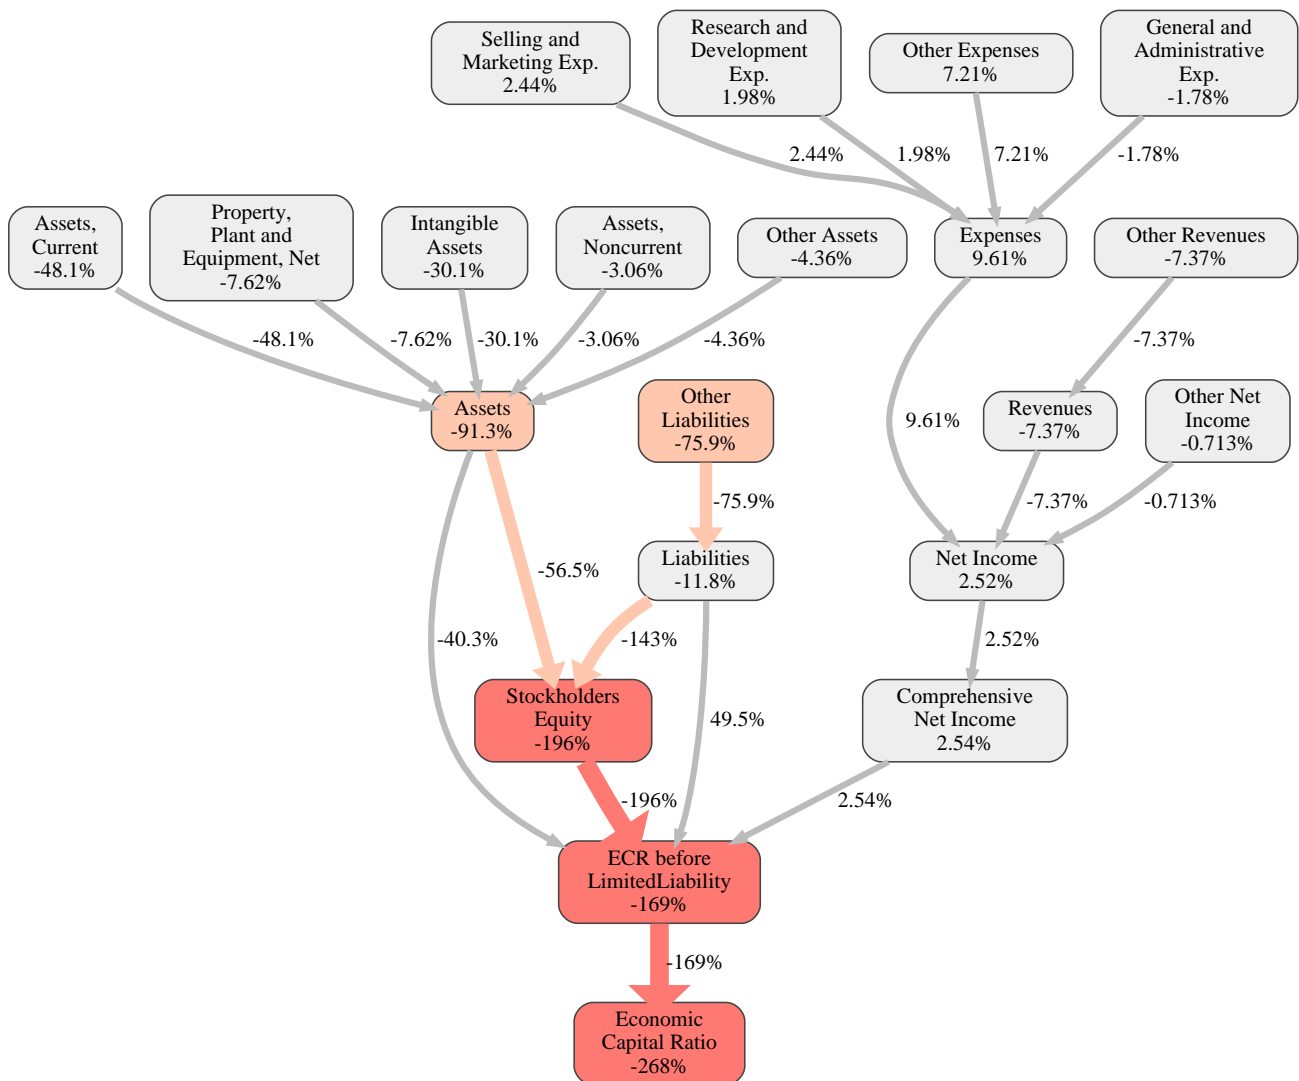 Selling and
Marketing Exp.
2.44%
Research and
Development
Exp.
1.98%
Other Expenses
7.21%
General and
Administrative
Exp.
-1.78%
2.44%
1.98%
7.21%
-1.78%
Assets,
Current
-48.1%
Property,
Plant and
Equipment, Net
-7.62%
Intangible
Assets
-30.1%
Assets,
Noncurrent
-3.06%
Other Assets
-4.36%
Expenses
9.61%
Other Revenues
-7.37%
-48.1%
-7.62%
-30.1%
-3.06%
-4.36%
-7.37%
Assets
-91.3%
Other
Liabilities
-75.9%
9.61%
Revenues
-7.37%
Other Net
Income
-0.713%
-75.9%
-7.37%
-0.713%
Liabilities
-11.8%
Net Income
2.52%
-56.5%
-40.3%
-143%
2.52%
Stockholders
Equity
-196%
49.5%
Comprehensive
Net Income
2.54%
-196%
2.54%
ECR before
LimitedLiability
-169%
-169%
Economic
Capital Ratio
-268%